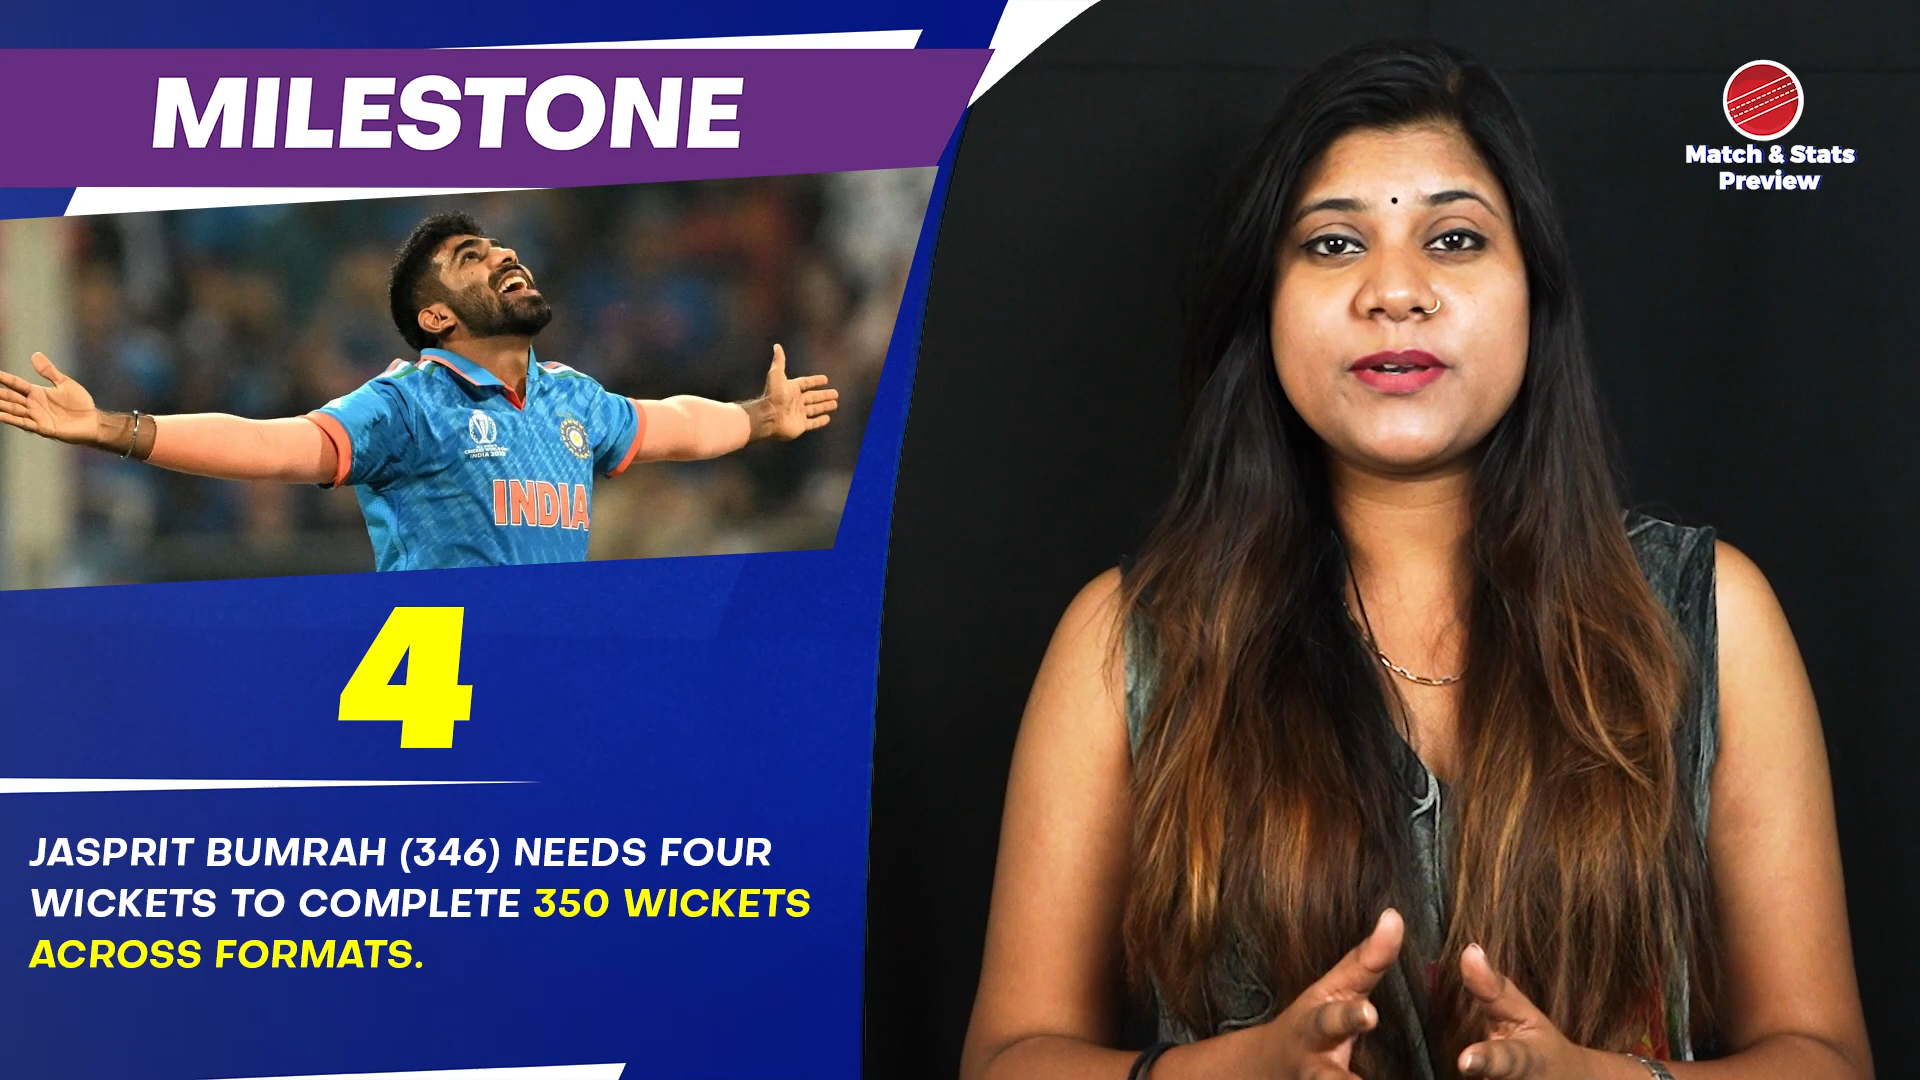 MILESTONE
Match & Stats
Preview
INDIA
4
JASPRIT BUMRAH (346) NEEDS FOUR
WICKETS TO COMPLETE 350 WICKETS
ACROSS FORMATS.